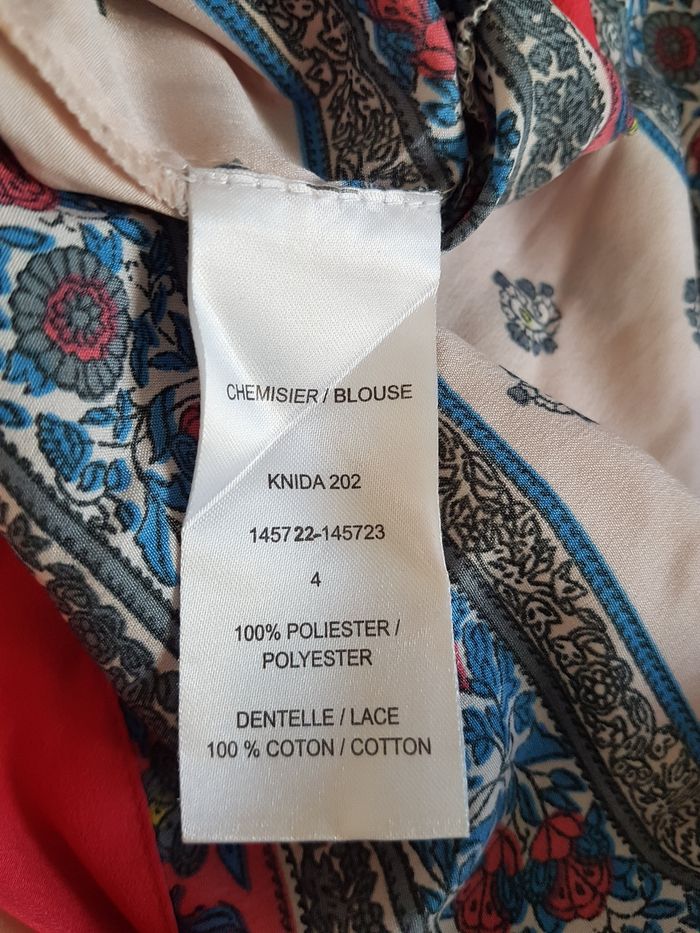 CHEMISIER / BLOUSE
KNIDA 202
145722-145723
4
100% POLIESTER /
POLYESTER
DENTELLE / LACE
100 % COTON / COTTON